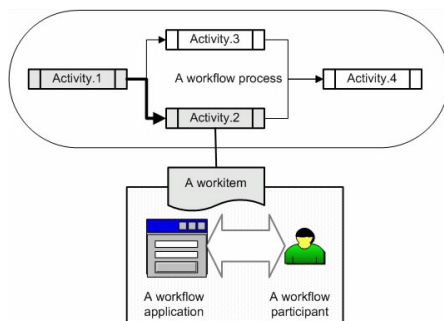 Activity.3
Activity.1
A workflow process
Activity.4
Activity.2
A workitem
A workflow
application
A workflow
participant